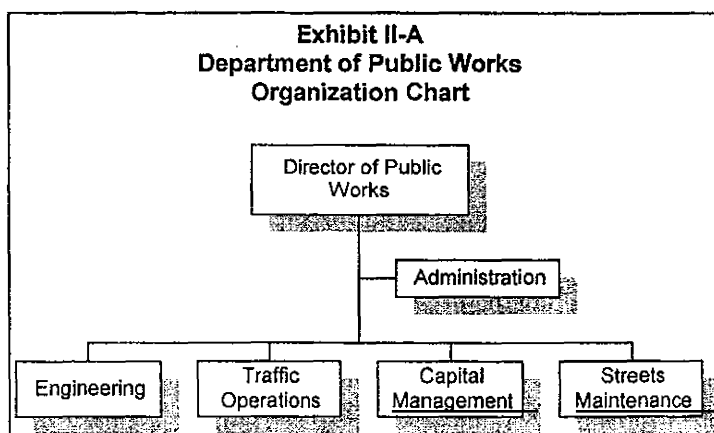 Exhibit II-A
Department of Public Works
Organization Chart
Director of Public
Works
Administration
Engineering
Traffic
Operations
Capital
Management
Streets
Maintenance